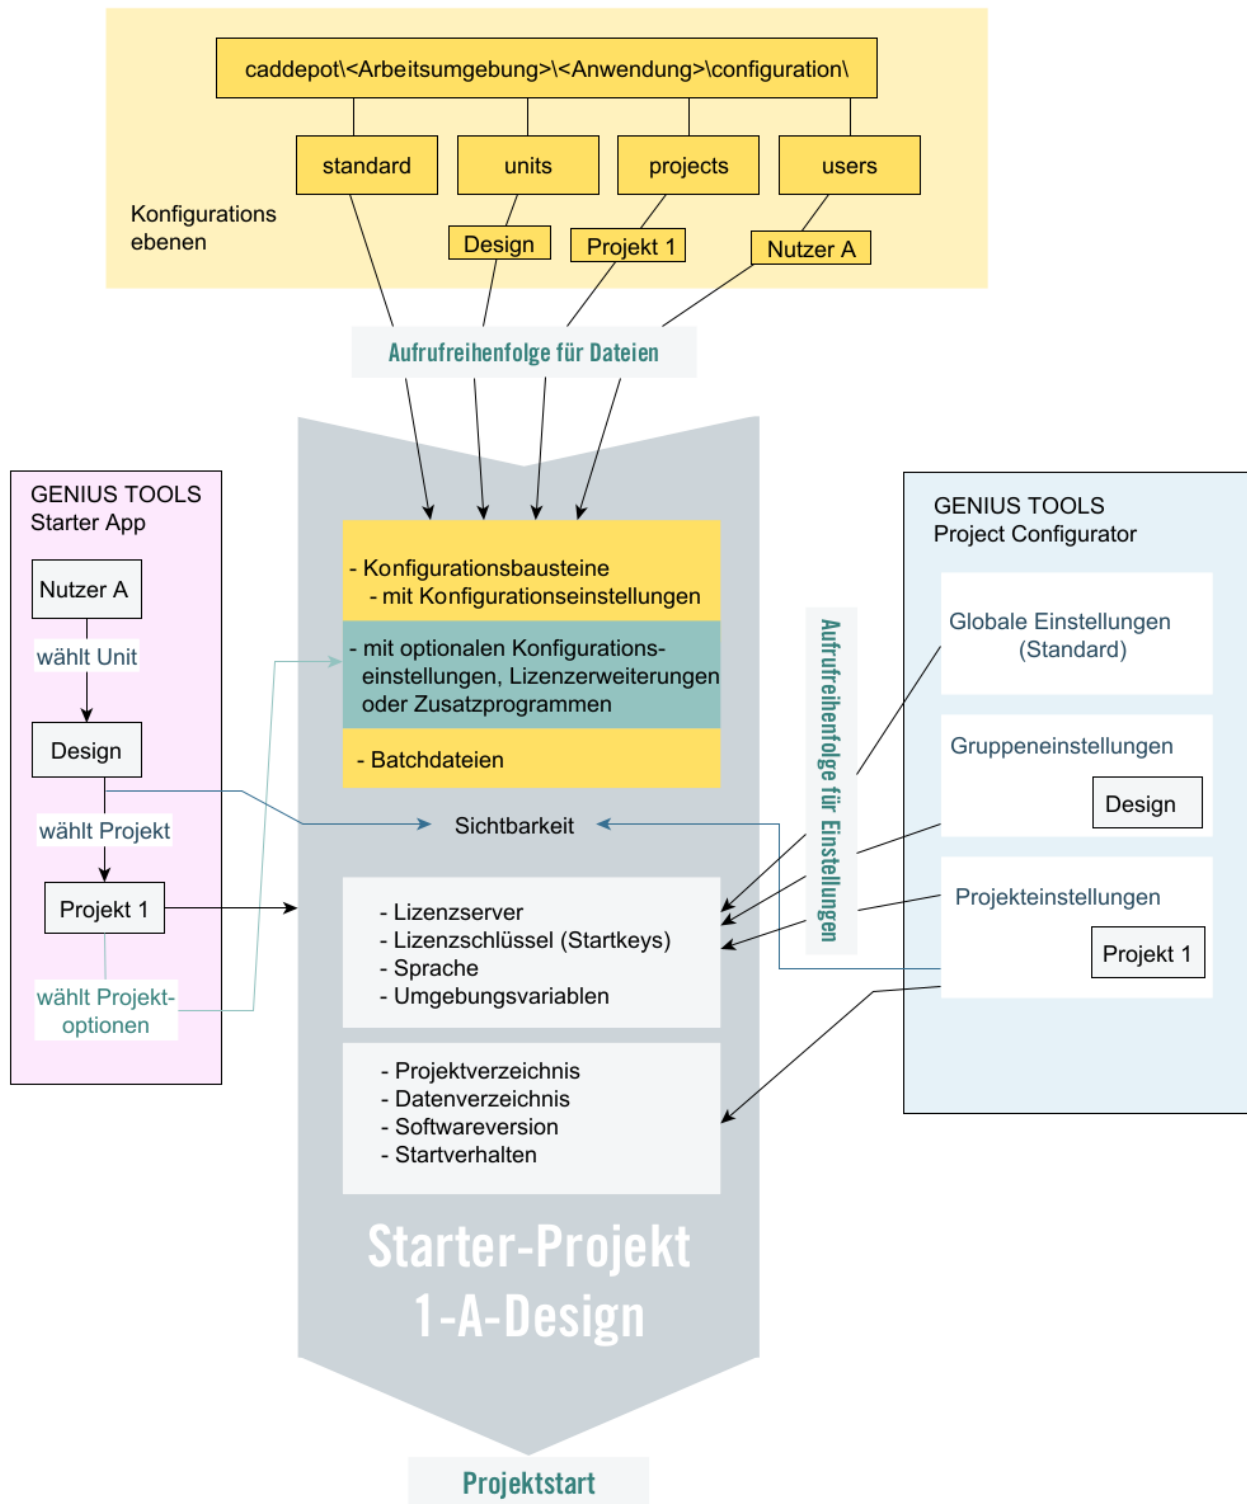 caddepot\<Arbeitsumgebung>\<Anwendung>\configuration\
standard
units
projects
users
Konfigurations
ebenen
Design
Projekt 1
Nutzer A
Aufrufreihenfolge für Dateien
GENIUS TOOLS
Starter App
Nutzer A
wählt Unit
Design
wählt Projekt
Projekt 1
wählt Projekt-
optionen
- Konfigurationsbausteine
- mit Konfigurationseinstellungen
- mit optionalen Konfigurations-
einstellungen, Lizenzerweiterungen
oder Zusatzprogrammen
- Batchdateien
Sichtbarkeit
- Lizenzserver
- Lizenzschlüssel (Startkeys)
- Sprache
- Umgebungsvariablen
- Projektverzeichnis
- Datenverzeichnis
- Softwareversion
- Startverhalten
Starter-Projekt
1-A-Design
Projektstart
Aufrufreihenfolge für Einstellungen
GENIUS TOOLS
Project Configurator
Globale Einstellungen
(Standard)
Gruppeneinstellungen
Design
Projekteinstellungen
Projekt 1